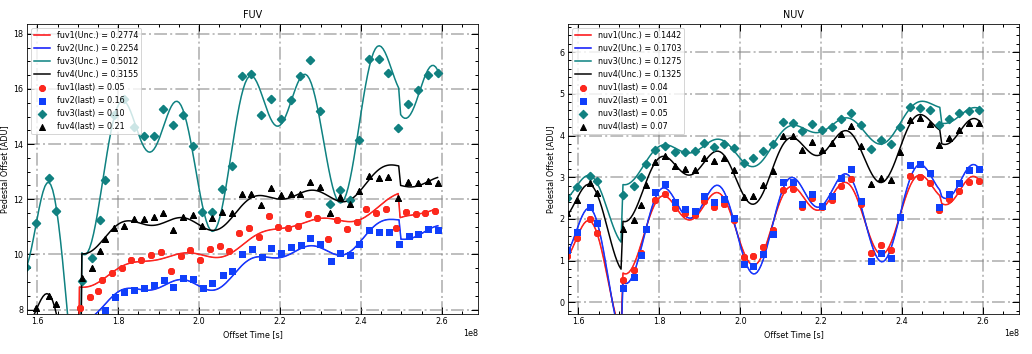 FUV
fuv1(Unc.) = 0.2774
fuv2(Unc.) = 0.2254
fuv3(Unc.) = 0.5012
fuv4(Unc.) = 0.3155
fuv1(last) = 0.05
fuv2(last) = 0.16
fuv3(last) = 0.10
fuv4(last) = 0.21
Pedestal Offset [ADU]
18
16
14
12
10
8
1.6
1.8
2.0
2.2
2.4
2.6
1e8
Offset Time [s]
NUV
nuv1(Unc.) = 0.1442
nuv2(Unc.) = 0.1703
nuv3(Unc.) = 0.1275
nuv4(Unc.) = 0.1325
nuv1(last) = 0.04
nuv2(last) = 0.01
nuv3(last) = 0.05
nuv4(last) = 0.07
Pedestal Offset [ADU]
6
5
4
3
2
1
0
1.6
1.8
2.0
2.2
2.4
2.6
1e8
Offset Time [s]